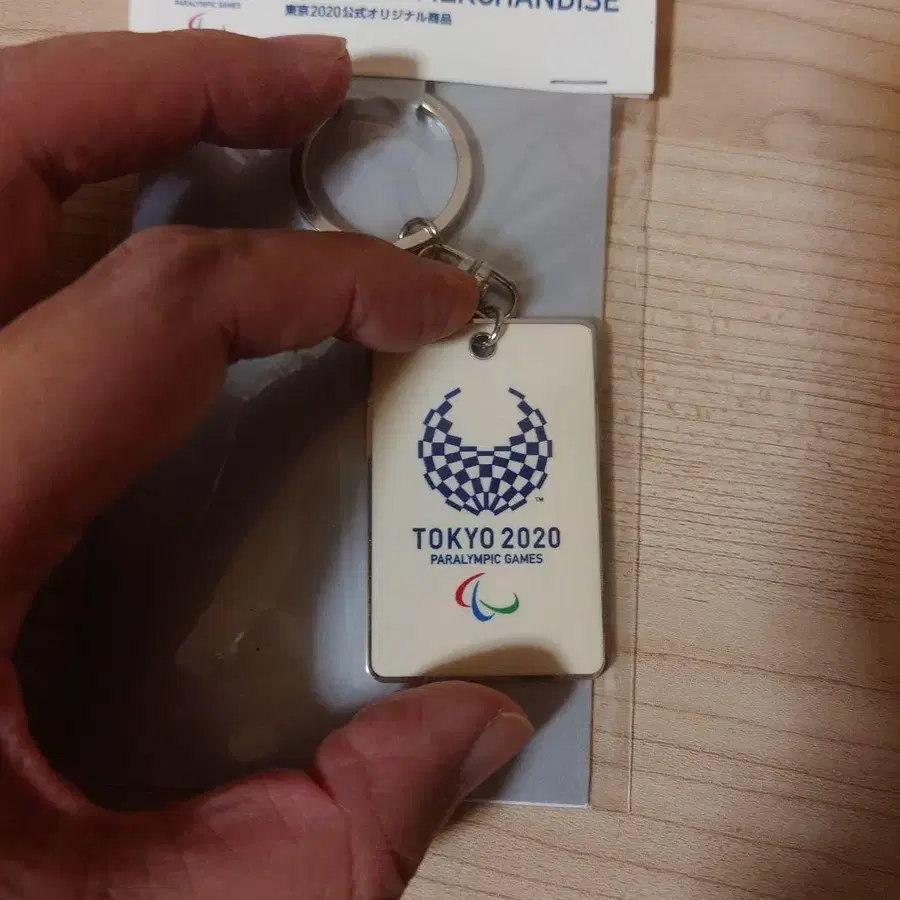 PARALYMPIC GAMES
MERCHANDISE
東京2020公式オリジナル商品
TM
TOKYO 2020
PARALYMPIC GAMES